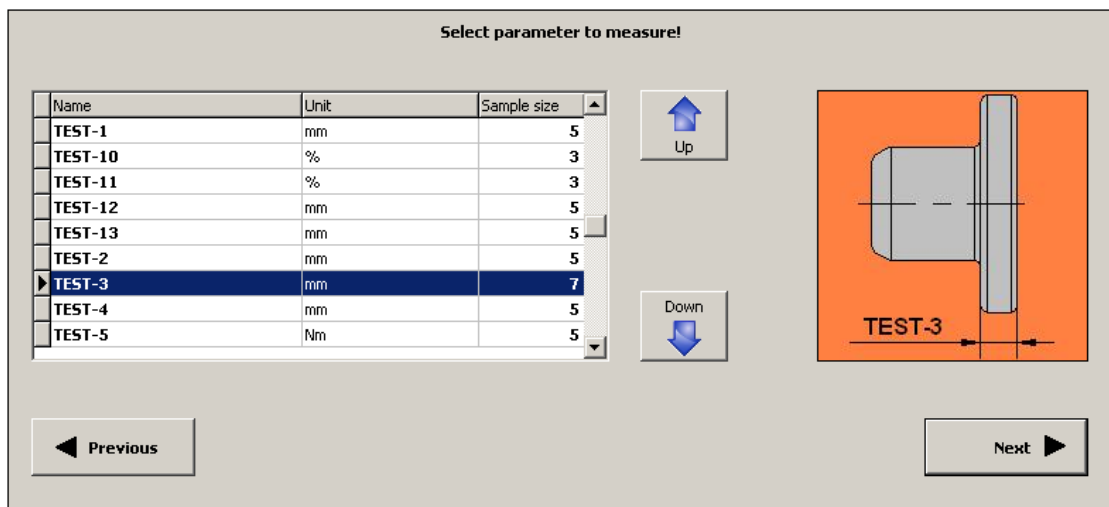 Select parameter to measure!
Name Unit Sample size
TEST-1 mm 5
TEST-10 % 3
TEST-11 % 3
TEST-12 mm 5
TEST-13 mm 5
TEST-2 mm 5
TEST-3 mm 7
TEST-4 mm 5
TEST-5 Nm 5
Up
Down
TEST-3
Previous
Next